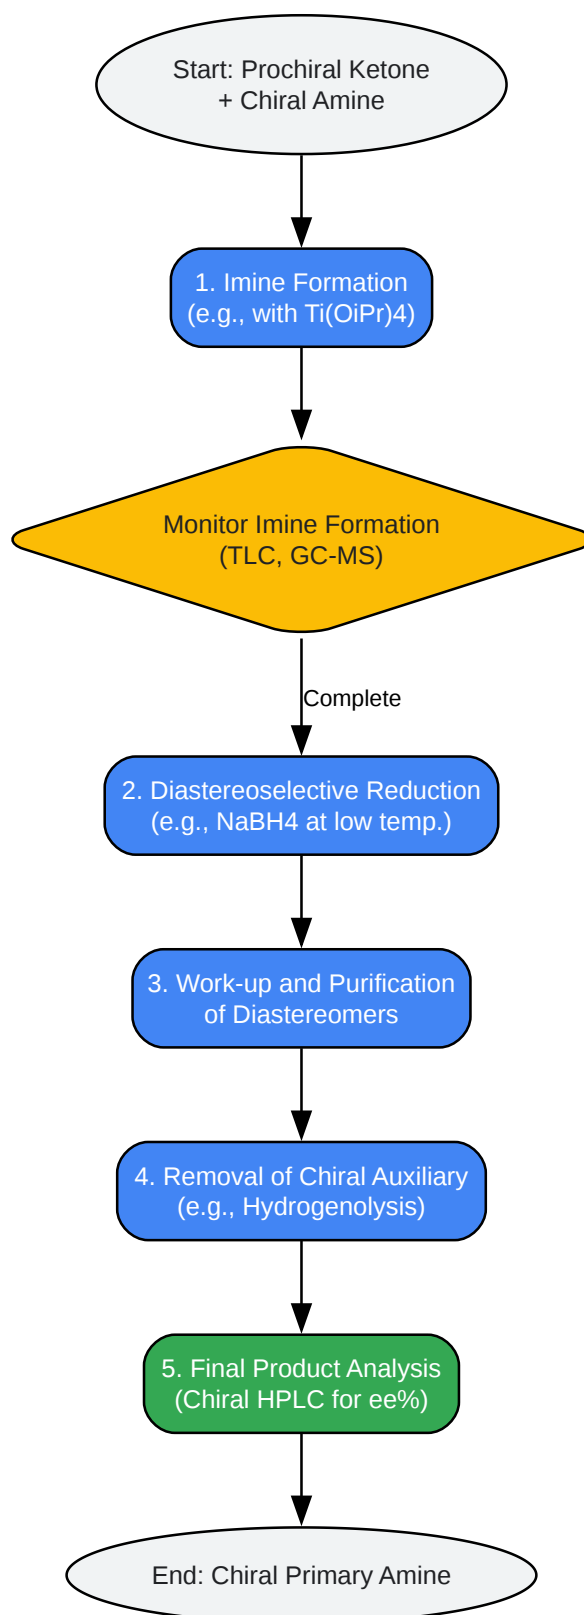 Start: Prochiral Ketone
+ Chiral Amine
1. Imine Formation
(e.g., with Ti(OiPr)4)
Monitor Imine Formation
(TLC, GC-MS)
Complete
2. Diastereoselective Reduction
(e.g., NaBH4 at low temp.)
3. Work-up and Purification
of Diastereomers
4. Removal of Chiral Auxiliary
(e.g., Hydrogenolysis)
5. Final Product Analysis
(Chiral HPLC for ee%)
End: Chiral Primary Amine